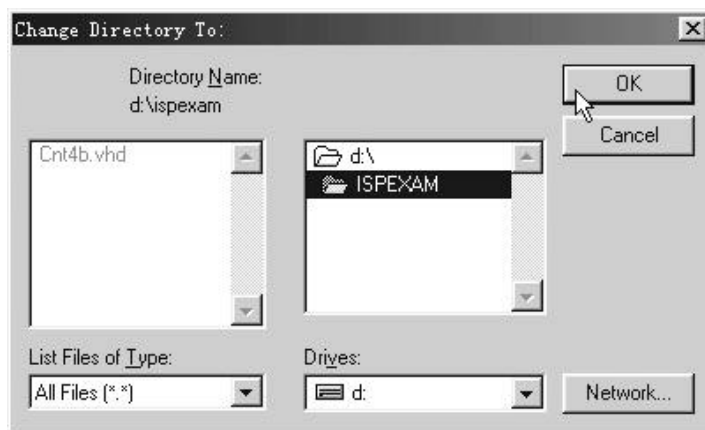 Change Directory To:
Directory Name:
d:\ispexam
OK
Cancel
Cnt4b.vhd
d:\
ISPEXAM
List Files of Type:
All Files (*.*)
Drives:
d:
Network...